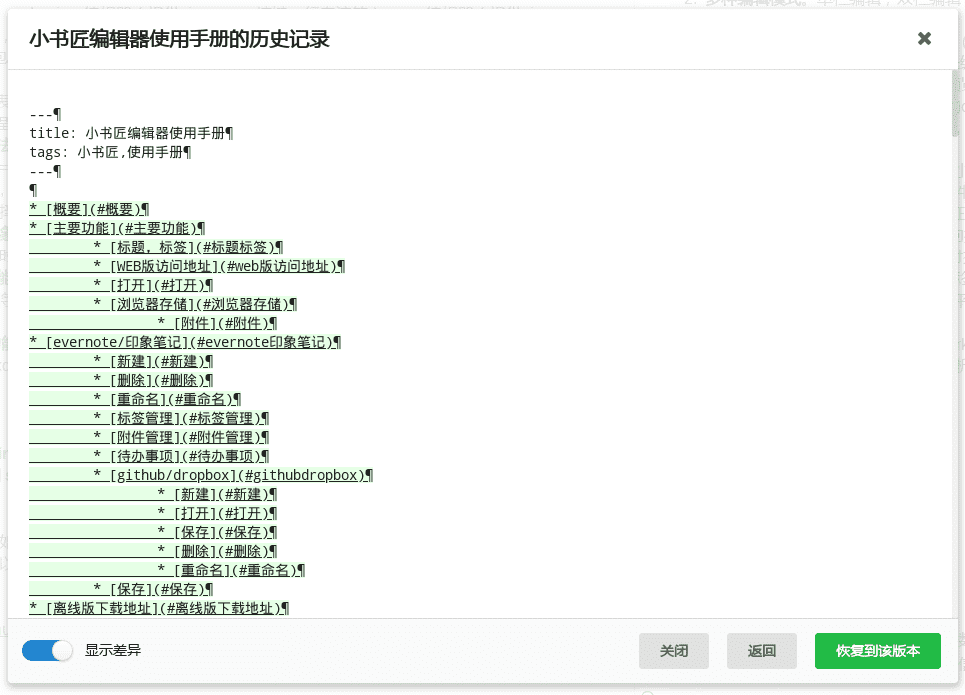 小书匠编辑器使用手册的历史记录
---¶
title: 小书匠编辑器使用手册¶
tags: 小书匠,使用手册¶
---¶
¶
* [概要](#概要)¶
* [主要功能](#主要功能)¶
* [标题, 标签](#标题标签)¶
* [WEB版访问地址](#web版访问地址)¶
* [打开](#打开)¶
* [浏览器存储](#浏览器存储)¶
* [附件](#附件)¶
* [evernote/印象笔记](#evernote印象笔记)¶
* [新建](#新建)¶
* [删除](#删除)¶
* [重命名](#重命名)¶
* [标签管理](#标签管理)¶
* [附件管理](#附件管理)¶
* [待办事项](#待办事项)¶
* [github/dropbox](#githubdropbox)¶
* [新建](#新建)¶
* [打开](#打开)¶
* [保存](#保存)¶
* [删除](#删除)¶
* [重命名](#重命名)¶
* [保存](#保存)¶
* [离线版下载地址](#离线版下载地址)¶
显示差异 关闭 返回 恢复到该版本